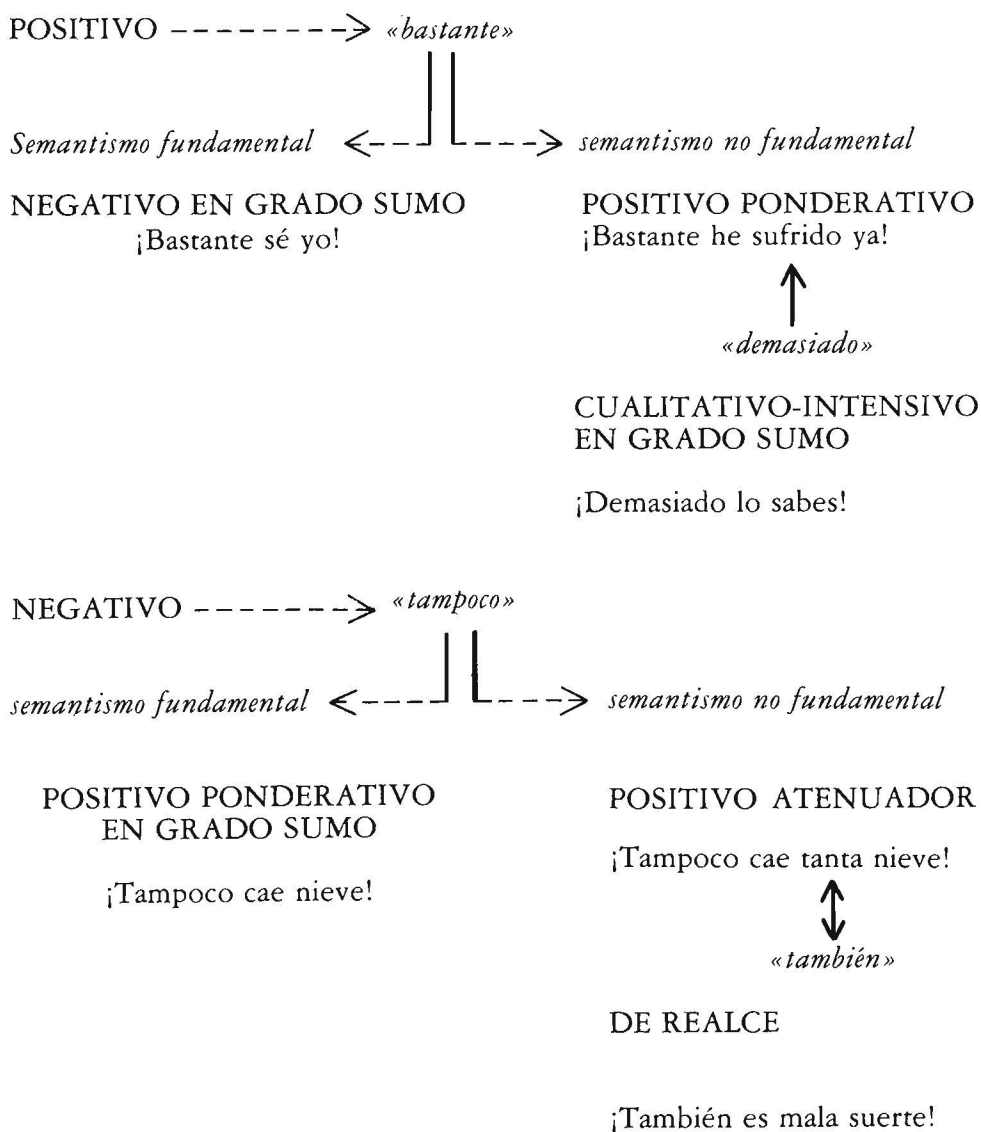 POSITIVO «bastante»
Semantismo fundamental semantismo no fundamental
NEGATIVO EN GRADO SUMO POSITIVO PONDERATIVO
¡Bastante sé yo! ¡Bastante he sufrido ya!
«demasiado»
CUALITATIVO-INTENSIVO
EN GRADO SUMO
¡Demasiado lo sabes!
NEGATIVO «tampoco»
semantismo fundamental semantismo no fundamental
POSITIVO PONDERATIVO POSITIVO ATENUADOR
EN GRADO SUMO
¡Tampoco cae tanta nieve!
¡Tampoco cae nieve!
«también»
DE REALCE
¡También es mala suerte!